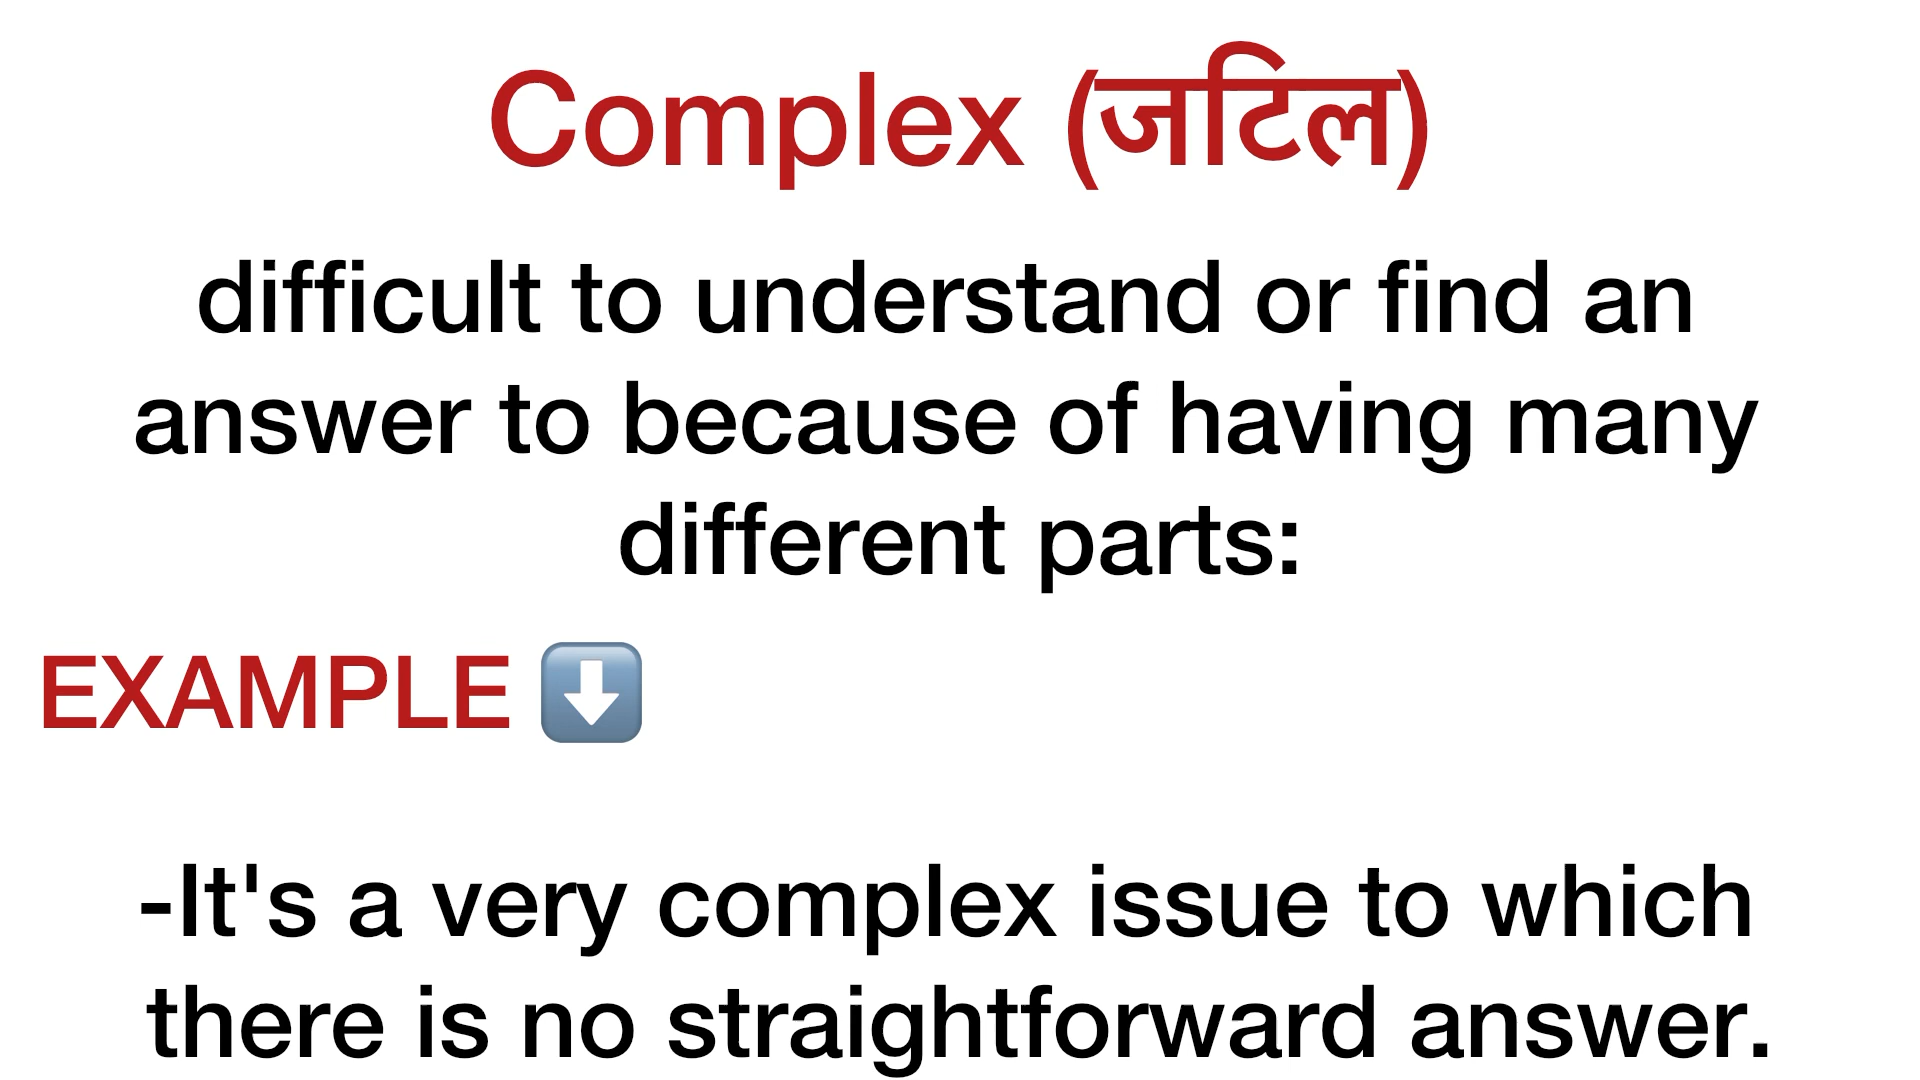 Complex (जटिल)
difficult to understand or find an
answer to because of having many
different parts:
EXAMPLE ⬇️
-It's a very complex issue to which
there is no straightforward answer.